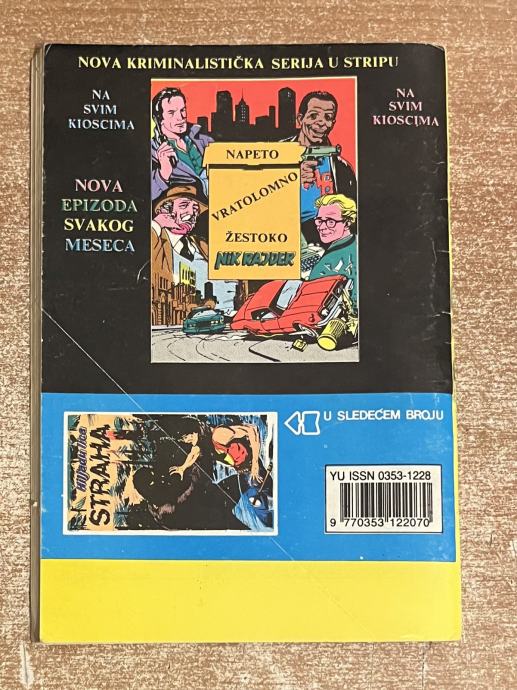 NOVA KRIMINALISTIČKA SERIJA U STRIPU
NA
SVIM
KIOSCIMA
NA
SVIM
KIOSCIMA
NAPETO
VRATOLOMNO
ŽESTOKO
NIK RAJDER
NOVA
EPIZODA
SVAKOG
MESECA
U SLEDEĆEM BROJU
STRAHA
YU ISSN 0353-1228
9 770353 122070